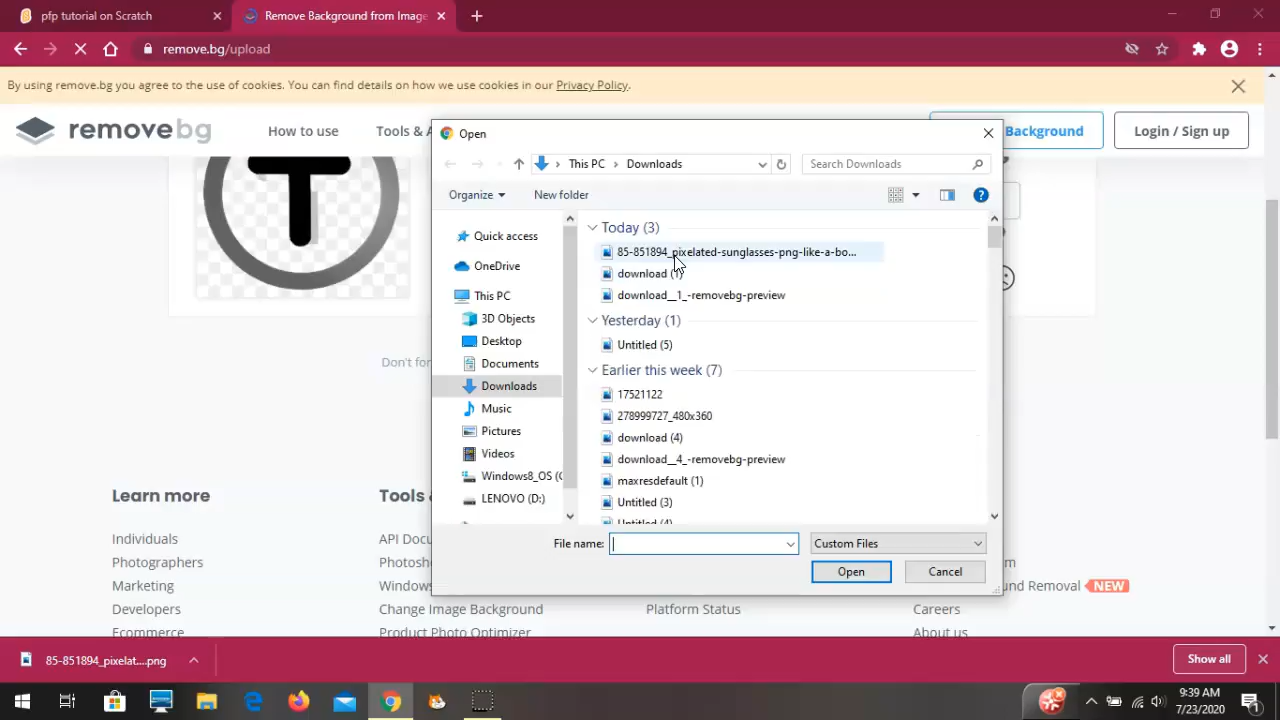 pfp tutorial on Scratch
Remove Background from Image
remove.bg/upload
By using remove.bg you agree to the use of cookies. You can find details on how we use cookies in our Privacy Policy.
removebg How to use Tools & A Background Login / Sign up
T
Open
This PC Downloads Search Downloads
Organize New folder
Quick access
OneDrive
This PC
3D Objects
Desktop
Documents
Downloads
Music
Pictures
Videos
Windows8_OS (C
LENOVO (D:)
Today (3)
85-851894_pixelated-sunglasses-png-like-a-bo...
download (1)
download__1_-removebg-preview
Yesterday (1)
Untitled (5)
Earlier this week (7)
17521122
278999727_480x360
download (4)
download__4_-removebg-preview
maxresdefault (1)
Untitled (3)
Untitled (4)
File name: Custom Files
Open Cancel
Don't for
Learn more
Individuals
Photographers
Marketing
Developers
Ecommerce
Tools &
API Docu
Photosh
Windows
Change Image Background
Product Photo Optimizer
Platform Status
m
und Removal NEW
Careers
About us
85-851894_pixelat....png Show all
9:39 AM
7/23/2020